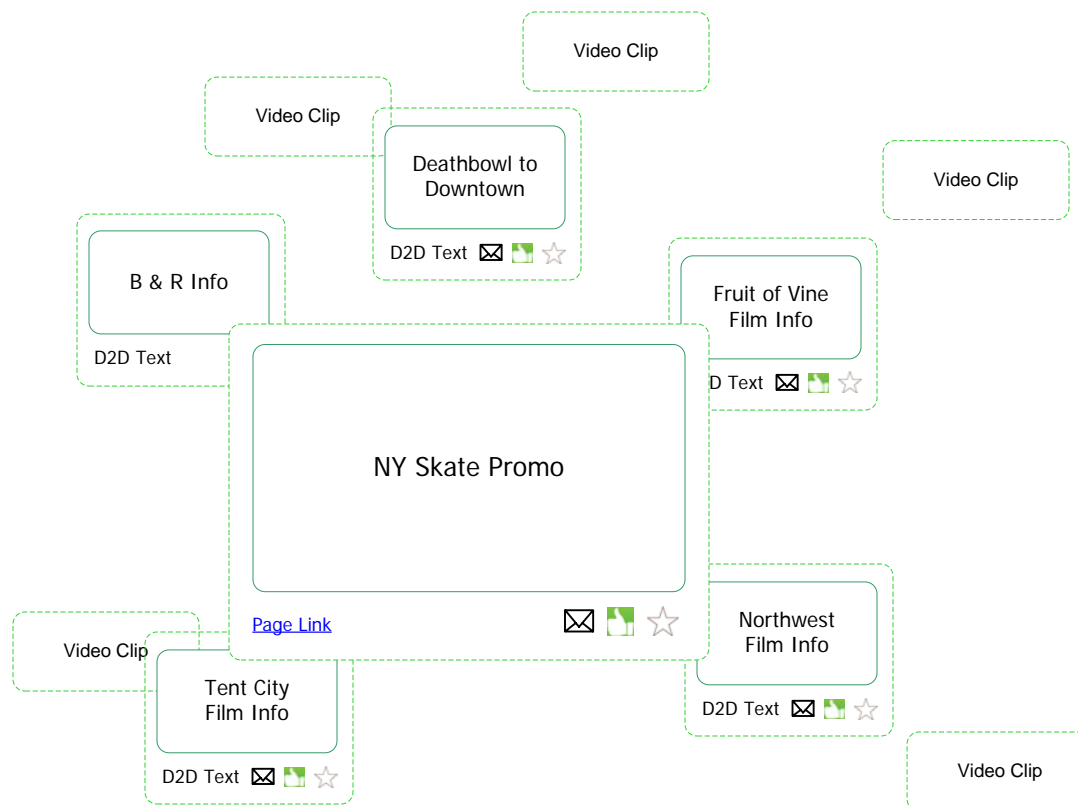 Video Clip
Video Clip
Deathbowl to
Downtown
D2D Text
Video Clip
B & R Info
D2D Text
Fruit of Vine
Film Info
D Text
NY Skate Promo
Page Link
Northwest
Film Info
D2D Text
Video Clip
Tent City
Film Info
D2D Text
Video Clip